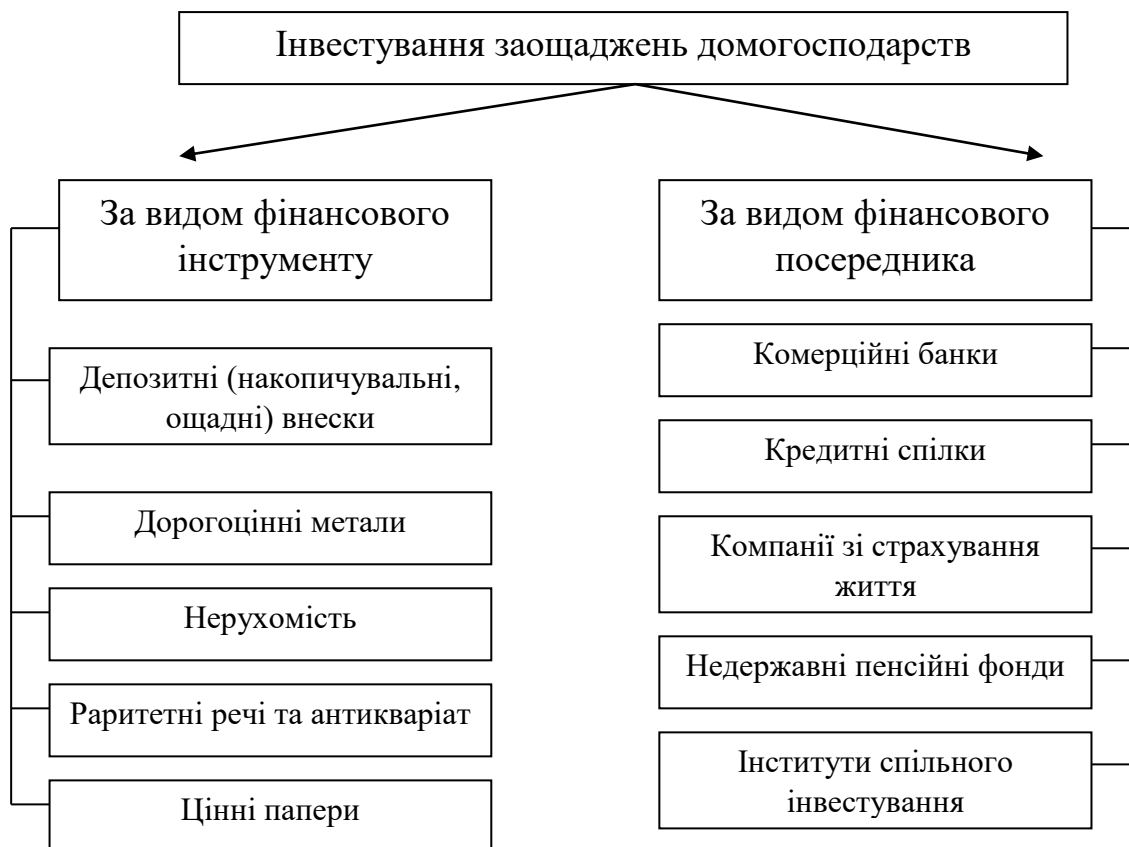 Інвестування заощаджень домогосподарств
За видом фінансового
інструменту
Депозитні (накопичувальні,
ощадні) внески
Дорогоцінні метали
Нерухомість
Раритетні речі та антикваріат
Цінні папери
За видом фінансового
посередника
Комерційні банки
Кредитні спілки
Компанії зі страхування
життя
Недержавні пенсійні фонди
Інститути спільного
інвестування